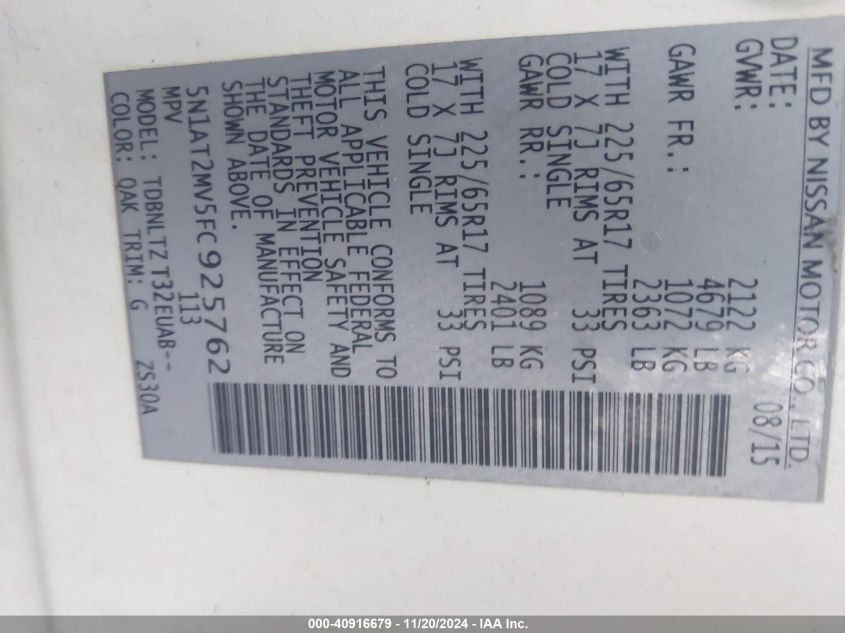 MFD BY NISSAN MOTOR CO., LTD.
DATE: 08/15
GVWR: 2122 KG
4679 LB
GAWR FR.: 1072 KG
2363 LB
WITH 225/65R17 TIRES
17 X 7J RIMS AT 33 PSI
COLD SINGLE
GAWR RR.: 1089 KG
2401 LB
WITH 225/65R17 TIRES
17 X 7J RIMS AT 33 PSI
COLD SINGLE
THIS VEHICLE CONFORMS TO
ALL APPLICABLE FEDERAL
MOTOR VEHICLE SAFETY AND
THEFT PREVENTION
STANDARDS IN EFFECT ON
THE DATE OF MANUFACTURE
SHOWN ABOVE.
5N1AT2MV5FC925762
MPV 113
MODEL: TDBNLTZ T32EUAB--
COLOR: QAK TRIM: G ZS30A
000-40916679 - 11/20/2024 - IAA Inc.